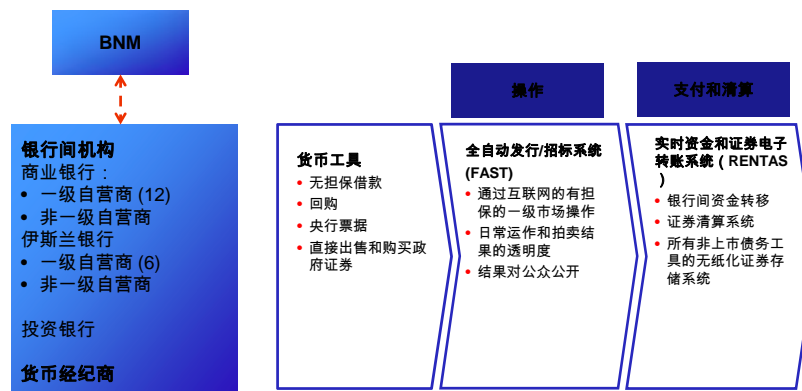 BNM
银行间机构
商业银行：
• 一级自营商 (12)
• 非一级自营商
伊斯兰银行
• 一级自营商 (6)
• 非一级自营商
投资银行
货币经纪商
货币工具
• 无担保借款
• 回购
• 央行票据
• 直接出售和购买政
府证券
操作
全自动发行/招标系统
(FAST)
• 通过互联网的有担
保的一级市场操作
• 日常运作和拍卖结
果的透明度
• 结果对公众公开
支付和清算
实时资金和证券电子
转账系统（RENTAS
）
• 银行间资金转移
• 证券清算系统
• 所有非上市债务工
具的无纸化证券存
储系统